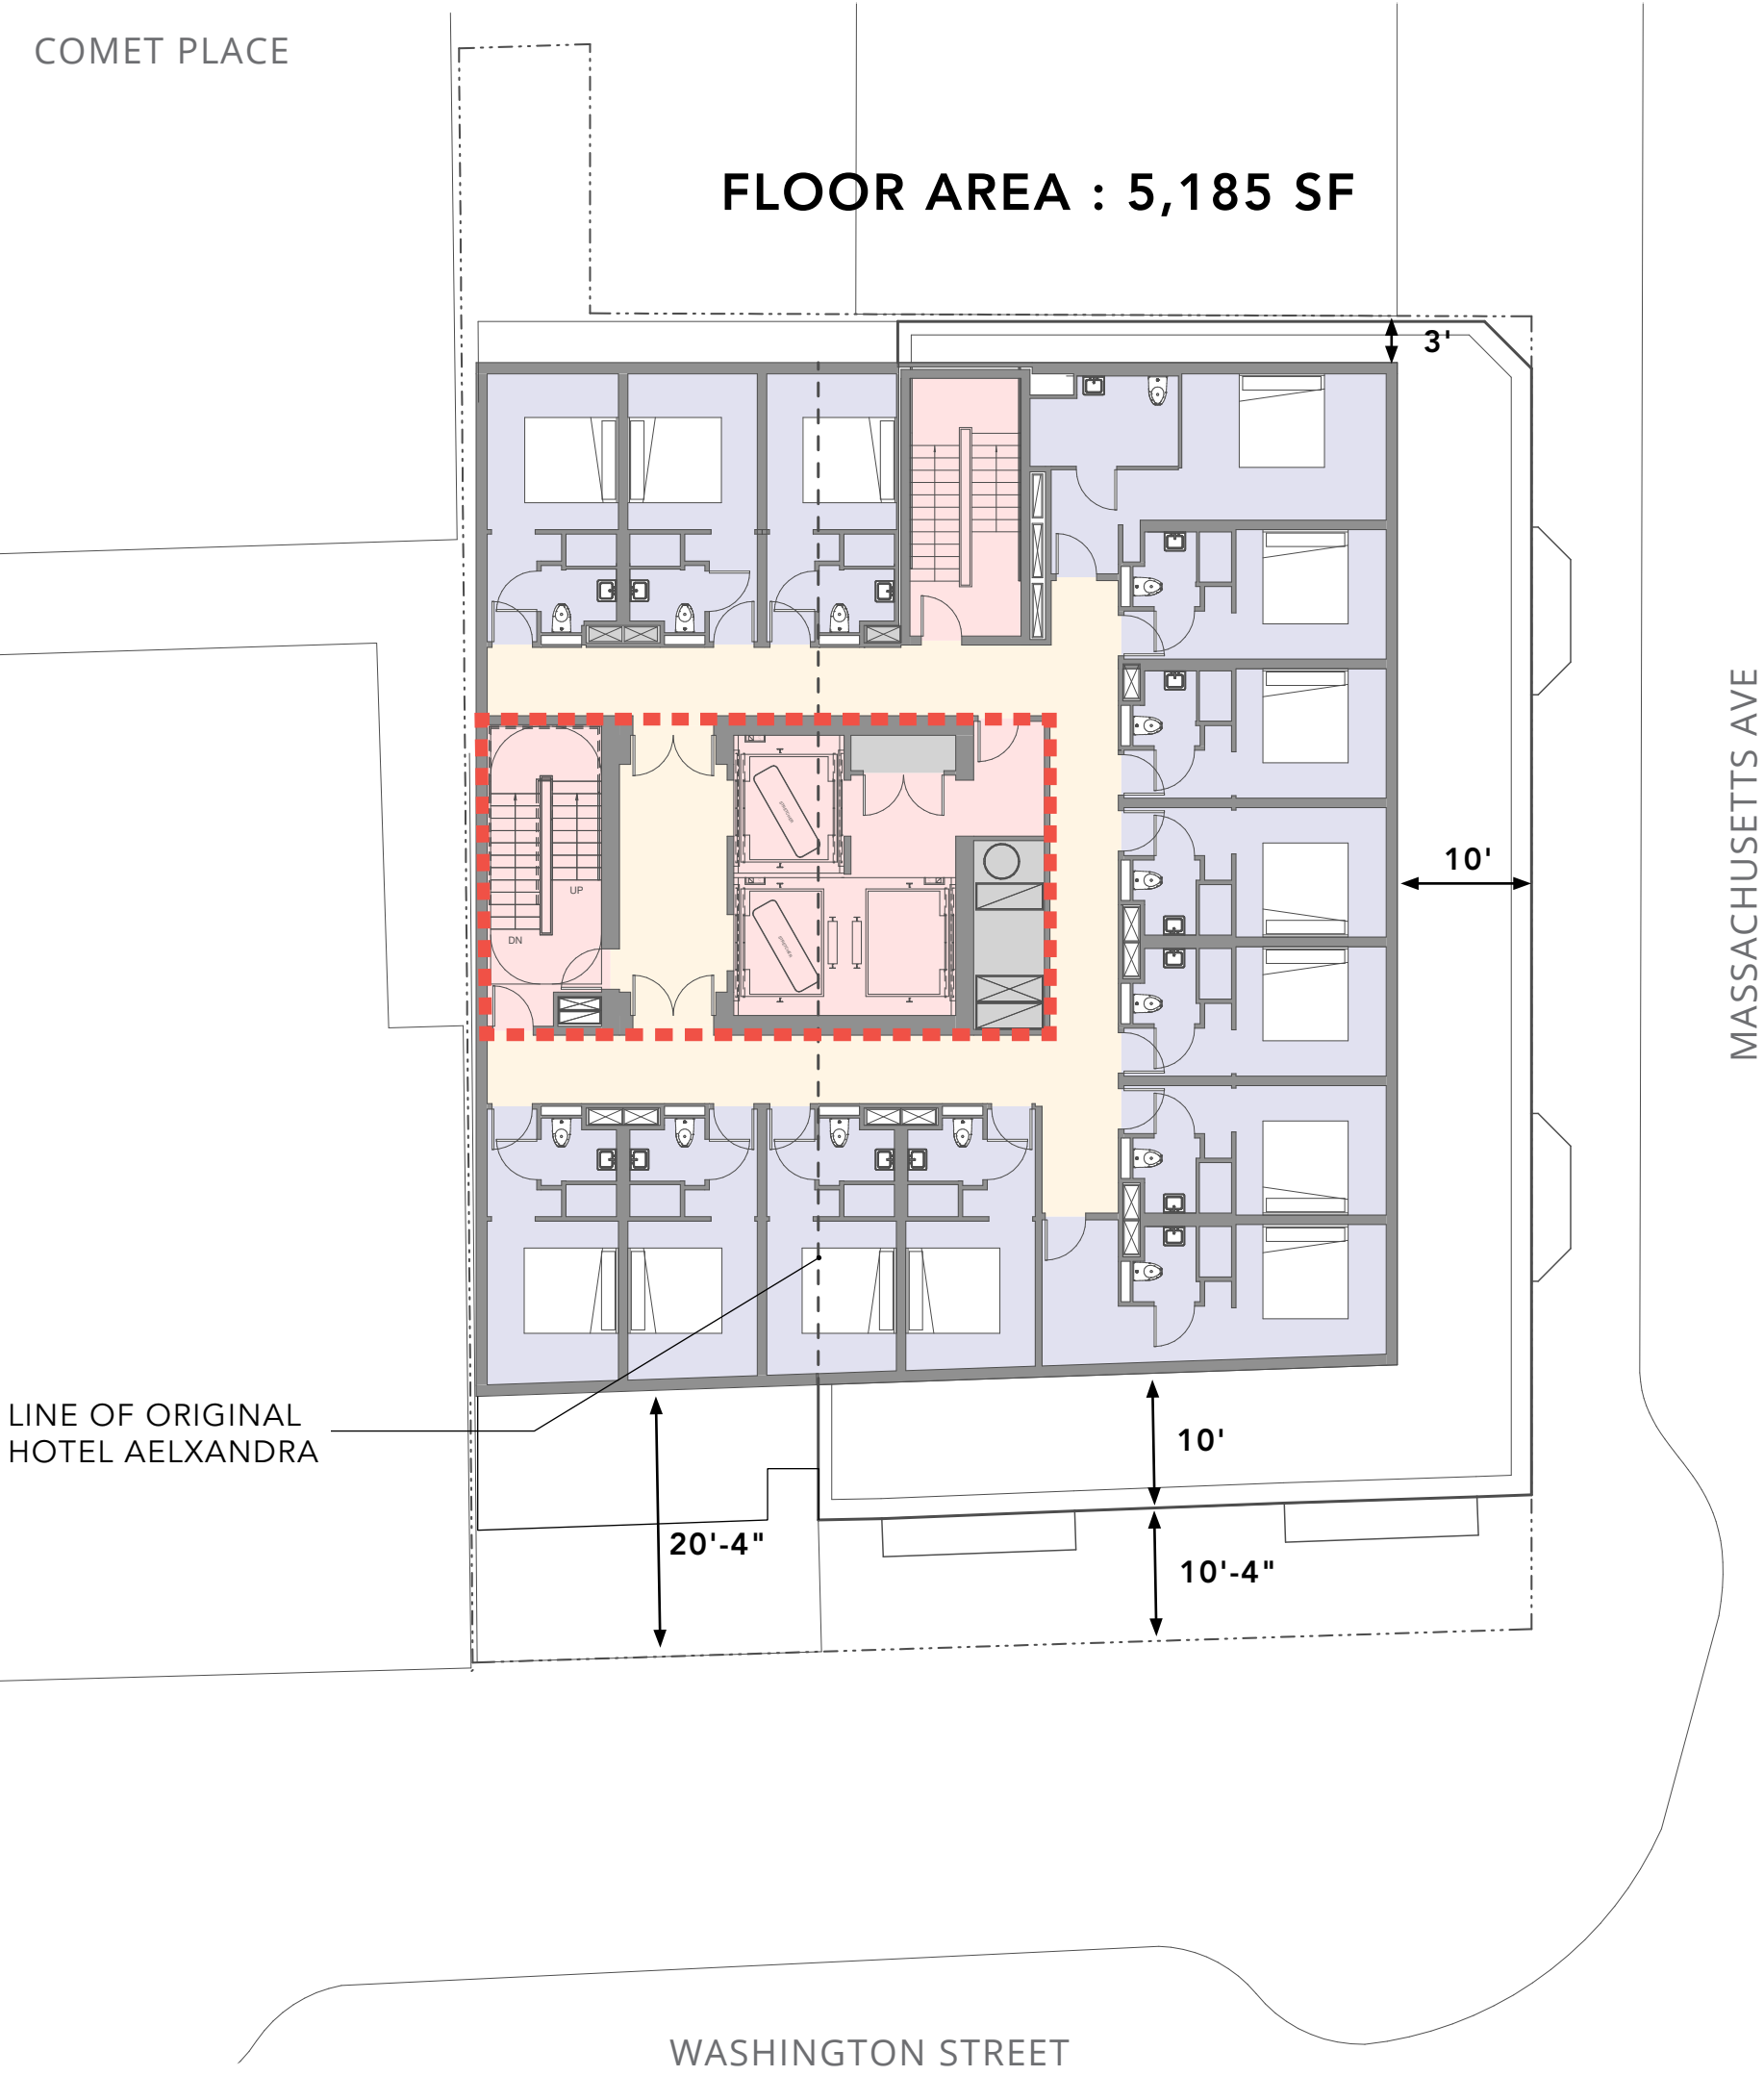 COMET PLACE
FLOOR AREA : 5,185 SF
3'
MASSACHUSETTS AVE
10'
UP
DN
LINE OF ORIGINAL
HOTEL AELXANDRA
10'
20'-4"
10'-4"
WASHINGTON STREET